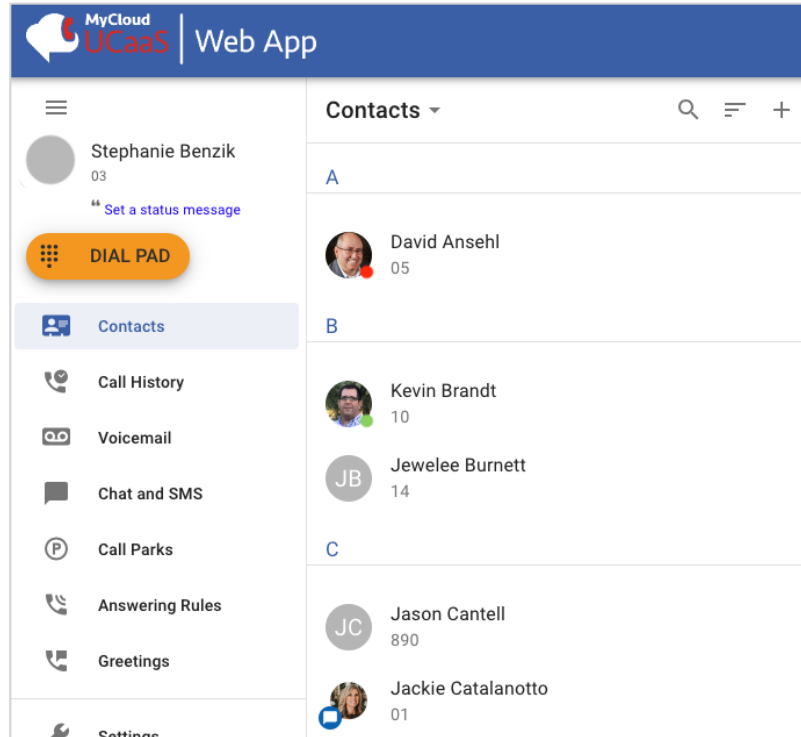 MyCloud
UCaaS
Web App
Contacts
Stephanie Benzik
03
Set a status message
DIAL PAD
Contacts
Call History
Voicemail
Chat and SMS
P
Call Parks
Answering Rules
Greetings
Settings
A
David Ansehl
05
B
Kevin Brandt
10
JB
Jewelee Burnett
14
C
JC
Jason Cantell
890
Jackie Catalanotto
01